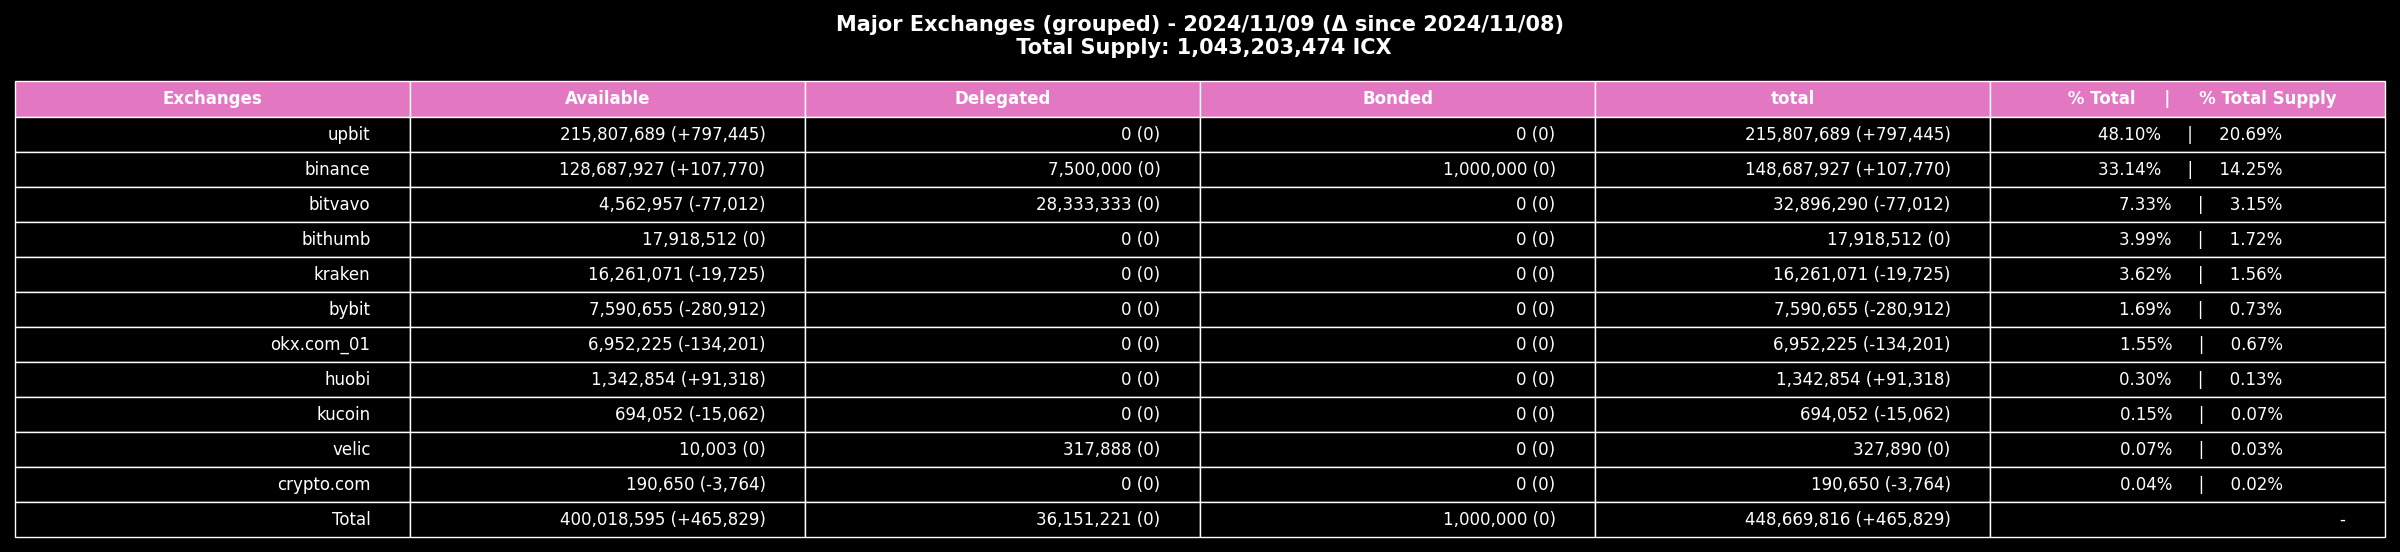 Major Exchanges (grouped) - 2024/11/09 (Δ since 2024/11/08)
Total Supply: 1,043,203,474 ICX
Exchanges Available Delegated Bonded total % Total | % Total Supply
upbit 215,807,689 (+797,445) 0 (0) 0 (0) 215,807,689 (+797,445) 48.10% | 20.69%
binance 128,687,927 (+107,770) 7,500,000 (0) 1,000,000 (0) 148,687,927 (+107,770) 33.14% | 14.25%
bitvavo 4,562,957 (-77,012) 28,333,333 (0) 0 (0) 32,896,290 (-77,012) 7.33% | 3.15%
bithumb 17,918,512 (0) 0 (0) 0 (0) 17,918,512 (0) 3.99% | 1.72%
kraken 16,261,071 (-19,725) 0 (0) 0 (0) 16,261,071 (-19,725) 3.62% | 1.56%
bybit 7,590,655 (-280,912) 0 (0) 0 (0) 7,590,655 (-280,912) 1.69% | 0.73%
okx.com_01 6,952,225 (-134,201) 0 (0) 0 (0) 6,952,225 (-134,201) 1.55% | 0.67%
huobi 1,342,854 (+91,318) 0 (0) 0 (0) 1,342,854 (+91,318) 0.30% | 0.13%
kucoin 694,052 (-15,062) 0 (0) 0 (0) 694,052 (-15,062) 0.15% | 0.07%
velic 10,003 (0) 317,888 (0) 0 (0) 327,890 (0) 0.07% | 0.03%
crypto.com 190,650 (-3,764) 0 (0) 0 (0) 190,650 (-3,764) 0.04% | 0.02%
Total 400,018,595 (+465,829) 36,151,221 (0) 1,000,000 (0) 448,669,816 (+465,829) -